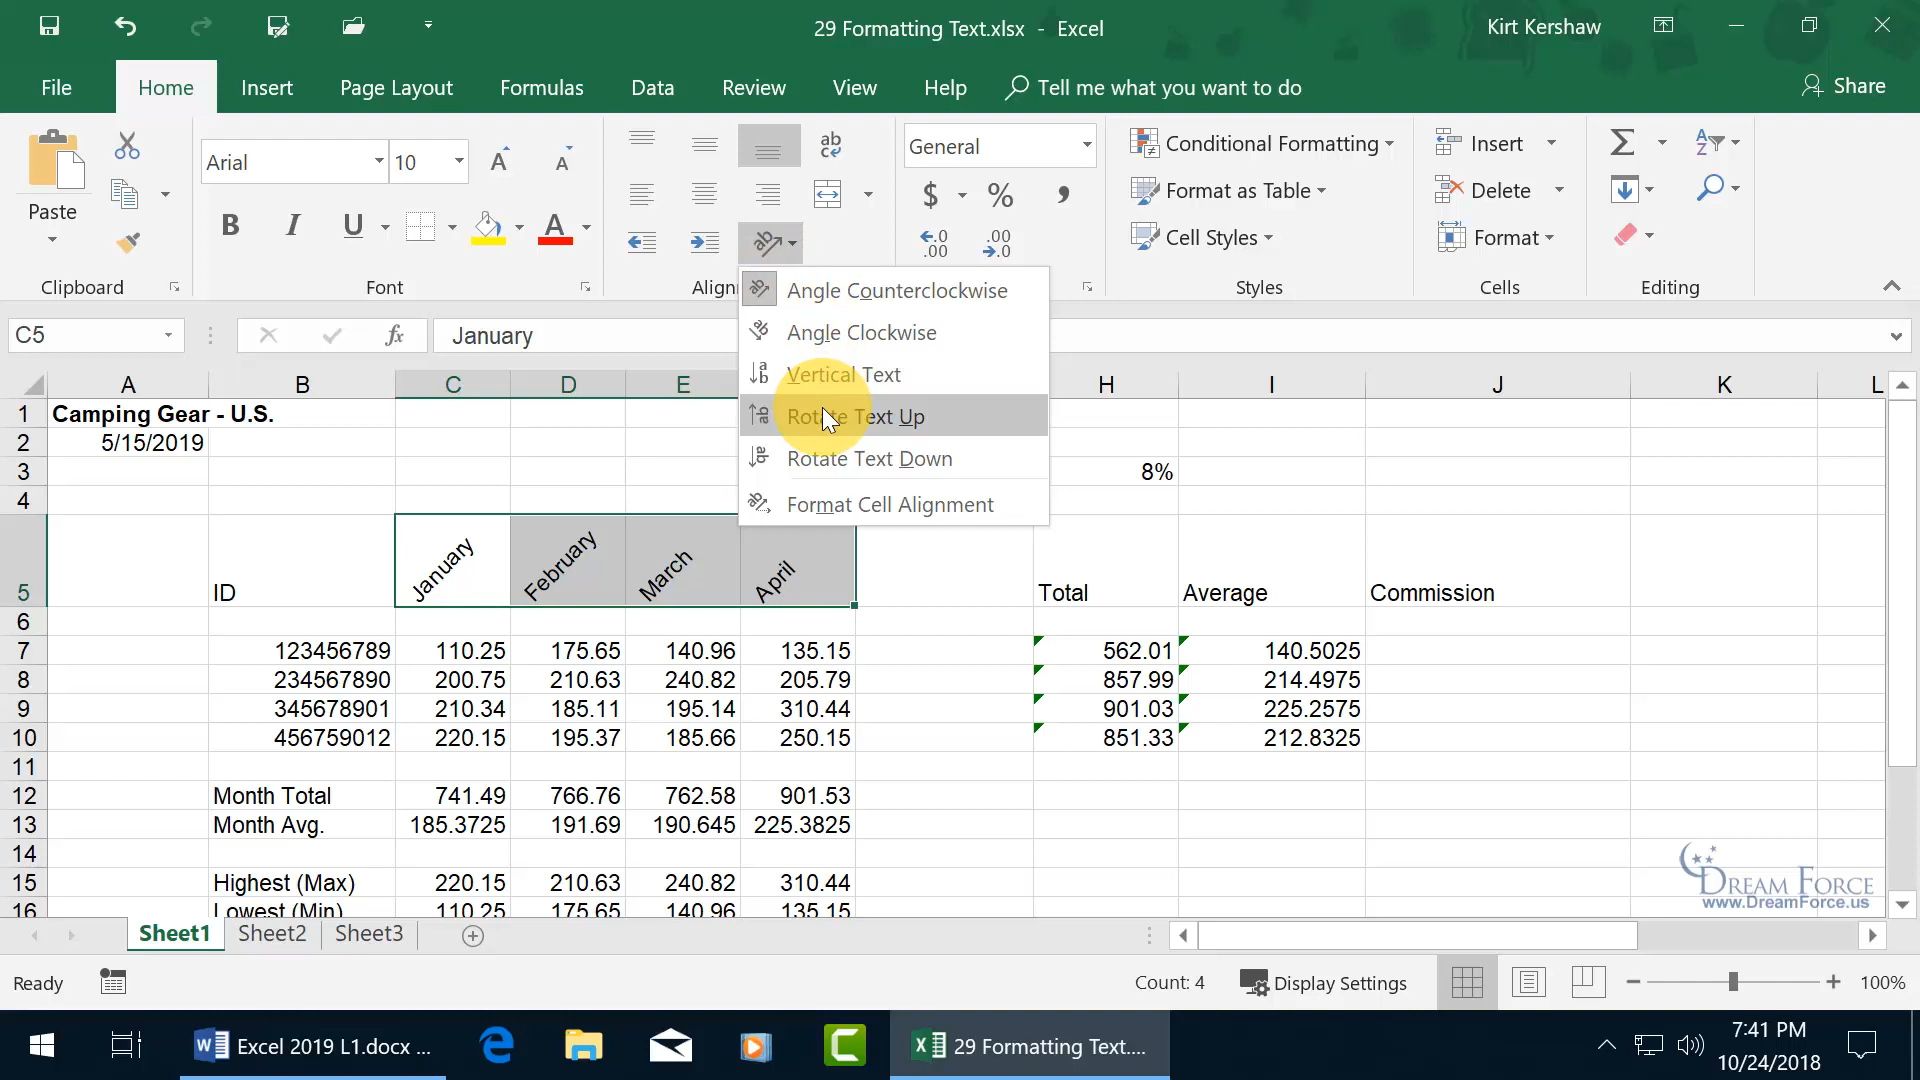 29 Formatting Text.xlsx - Excel
Kirt Kershaw
File Home Insert Page Layout Formulas Data Review View Help Tell me what you want to do Share
Paste
Clipboard
Arial 10
B I U A
Font
ab
Alignm
General
$ % ,
.0 .00
.00 .0
Conditional Formatting
Format as Table
Cell Styles
Styles
Insert
Delete
Format
Cells
Editing
Angle Counterclockwise
Angle Clockwise
Vertical Text
Rotate Text Up
Rotate Text Down
Format Cell Alignment
C5 fx January
A B C D E H I J K L
1 Camping Gear - U.S.
2 5/15/2019
3 8%
4
5 ID January February March April Total Average Commission
6
7 123456789 110.25 175.65 140.96 135.15 562.01 140.5025
8 234567890 200.75 210.63 240.82 205.79 857.99 214.4975
9 345678901 210.34 185.11 195.14 310.44 901.03 225.2575
10 456759012 220.15 195.37 185.66 250.15 851.33 212.8325
11
12 Month Total 741.49 766.76 762.58 901.53
13 Month Avg. 185.3725 191.69 190.645 225.3825
14
15 Highest (Max) 220.15 210.63 240.82 310.44
16 Lowest (Min) 110.25 175.65 140.96 135.15
DREAM FORCE
www.DreamForce.us
Sheet1 Sheet2 Sheet3
Ready Count: 4 Display Settings 100%
Excel 2019 L1.docx ... 29 Formatting Text....
7:41 PM
10/24/2018